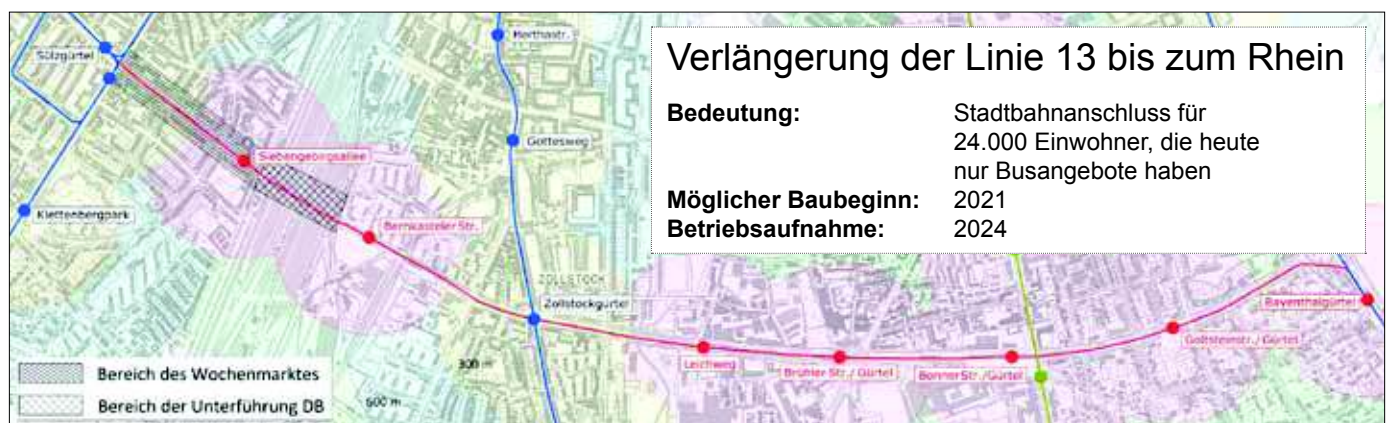 Verlängerung der Linie 13 bis zum Rhein
Bedeutung: Stadtbahnanschluss für
24.000 Einwohner, die heute
nur Busangebote haben
Möglicher Baubeginn: 2021
Betriebsaufnahme: 2024
Sülzgürtel
Herthastr.
Siebengebirgsallee
Gottesweg
Klettenbergpark
Bernkasteler Str.
ZOLLSTOCK
Zollstockgürtel
Bayenthalgürtel
Goltsteinstr./ Gürtel
Leichweg
Brühler Str./ Gürtel
Bonner Str./Gürtel
300 m
600 m
Bereich des Wochenmarktes
Bereich der Unterführung DB